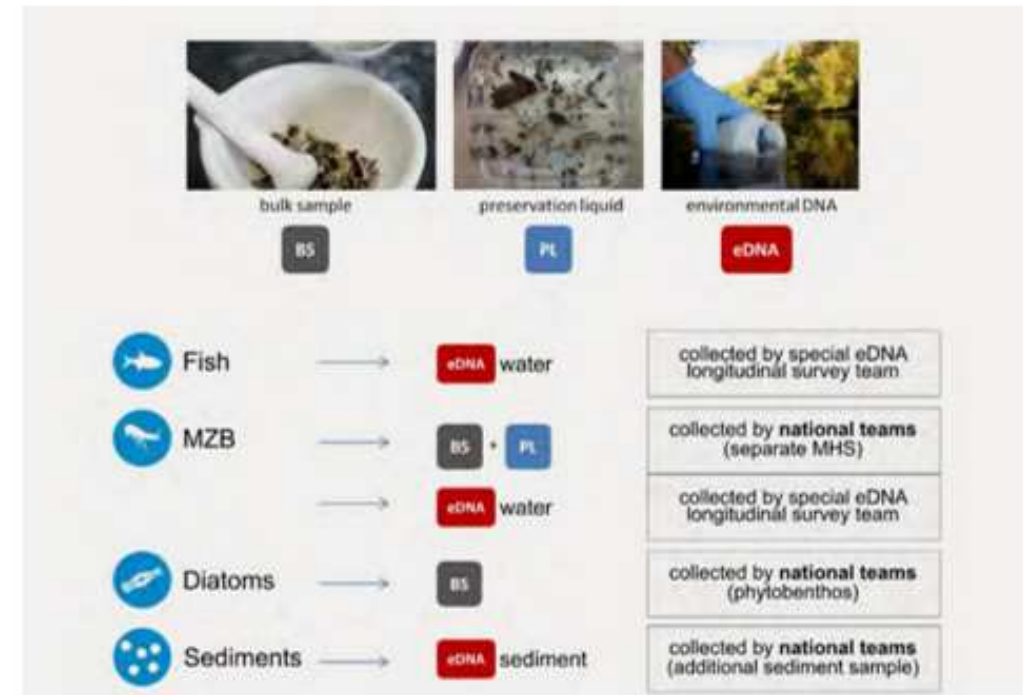 bulk sample preservation liquid environmental DNA
BS PL eDNA
Fish eDNA water
collected by special eDNA
longitudinal survey team
MZB BS + PL
collected by national teams
(separate MHS)
eDNA water
collected by special eDNA
longitudinal survey team
Diatoms BS
collected by national teams
(phytobenthos)
Sediments eDNA sediment
collected by national teams
(additional sediment sample)